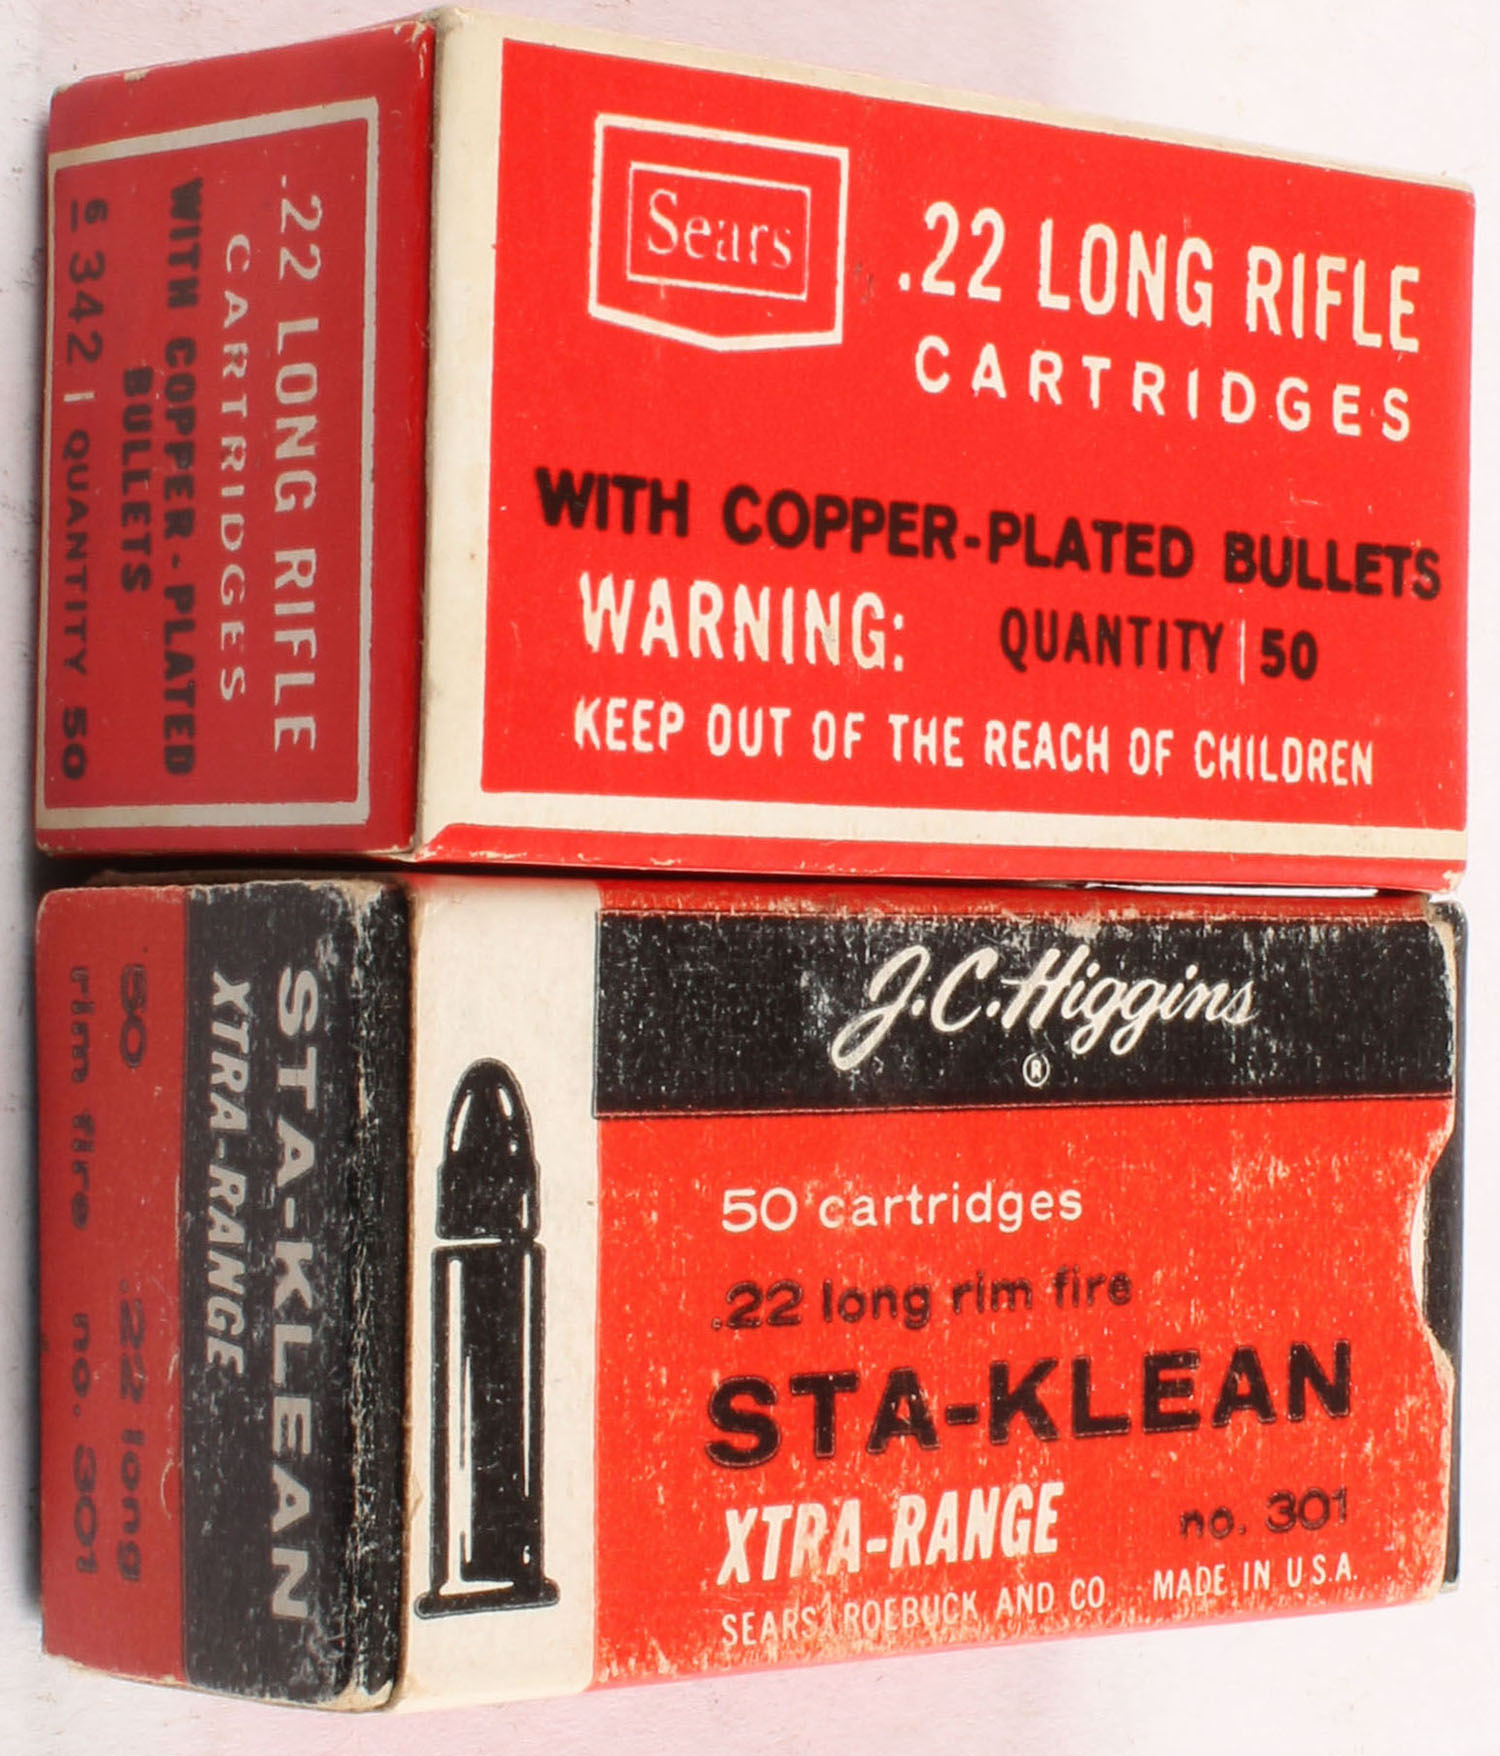 .22 LONG RIFLE
CARTRIDGES
WITH COPPER-PLATED
BULLETS
6 3421 QUANTITY 50
Sears
.22 LONG RIFLE
CARTRIDGES
WITH COPPER-PLATED BULLETS
WARNING: QUANTITY | 50
KEEP OUT OF THE REACH OF CHILDREN
STA-KLEAN
XTRA-RANGE
50 .22 long
rim fire no. 301
J.C. Higgins
®
50 cartridges
.22 long rim fire
STA-KLEAN
XTRA-RANGE no. 301
SEARS, ROEBUCK AND CO MADE IN U.S.A.